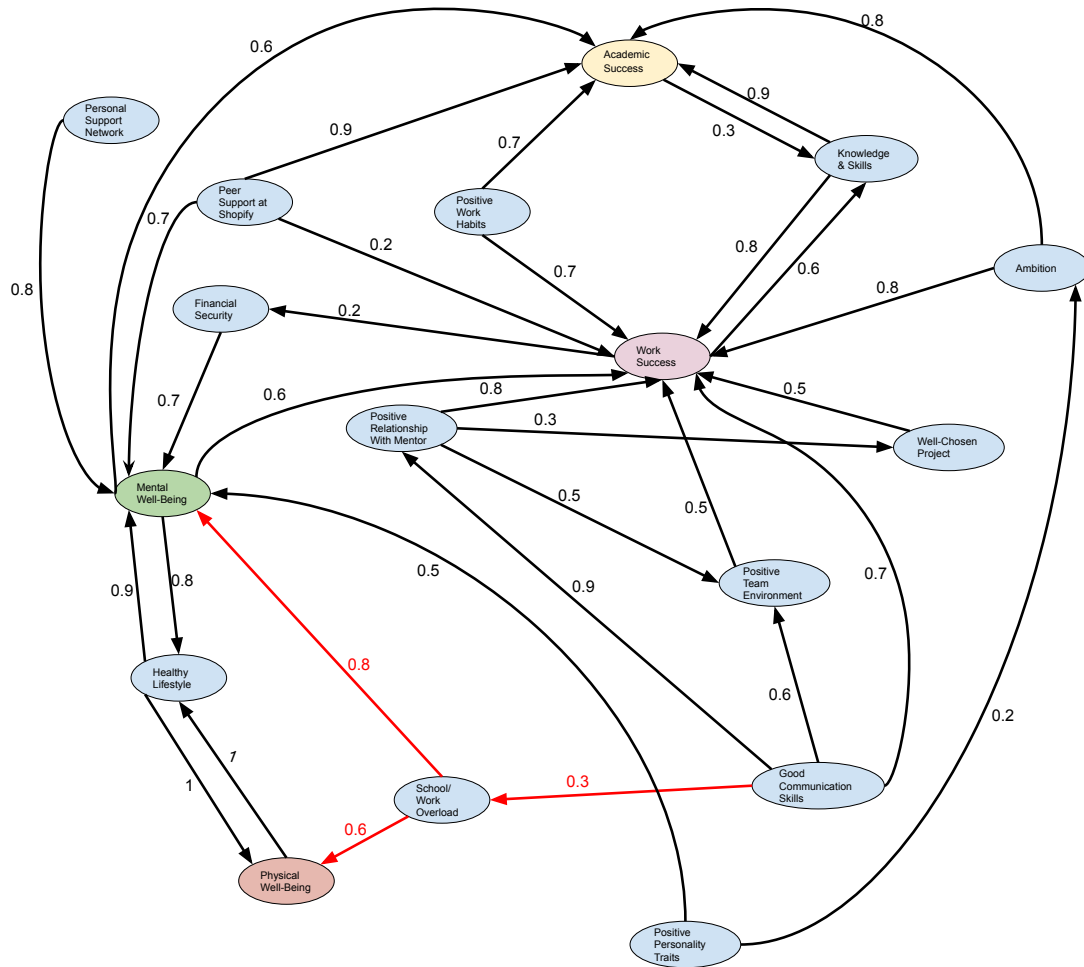 0.6
0.8
Academic
Success
Personal
Support
Network
0.9
0.9
0.3
0.7
Knowledge
& Skills
Peer
Support at
Shopify
Positive
Work
Habits
0.7
0.2
0.8
0.6
0.7
Ambition
0.8
0.8
Financial
Security
0.2
Work
Success
0.7
0.6
0.8
0.5
Positive
Relationship
With Mentor
0.3
Well-Chosen
Project
Mental
Well-Being
0.5
0.5
0.5
0.9
0.8
0.9
0.7
Positive
Team
Environment
Healthy
Lifestyle
0.8
0.6
0.2
1
1
0.3
School/
Work
Overload
Good
Communication
Skills
0.6
Physical
Well-Being
Positive
Personality
Traits